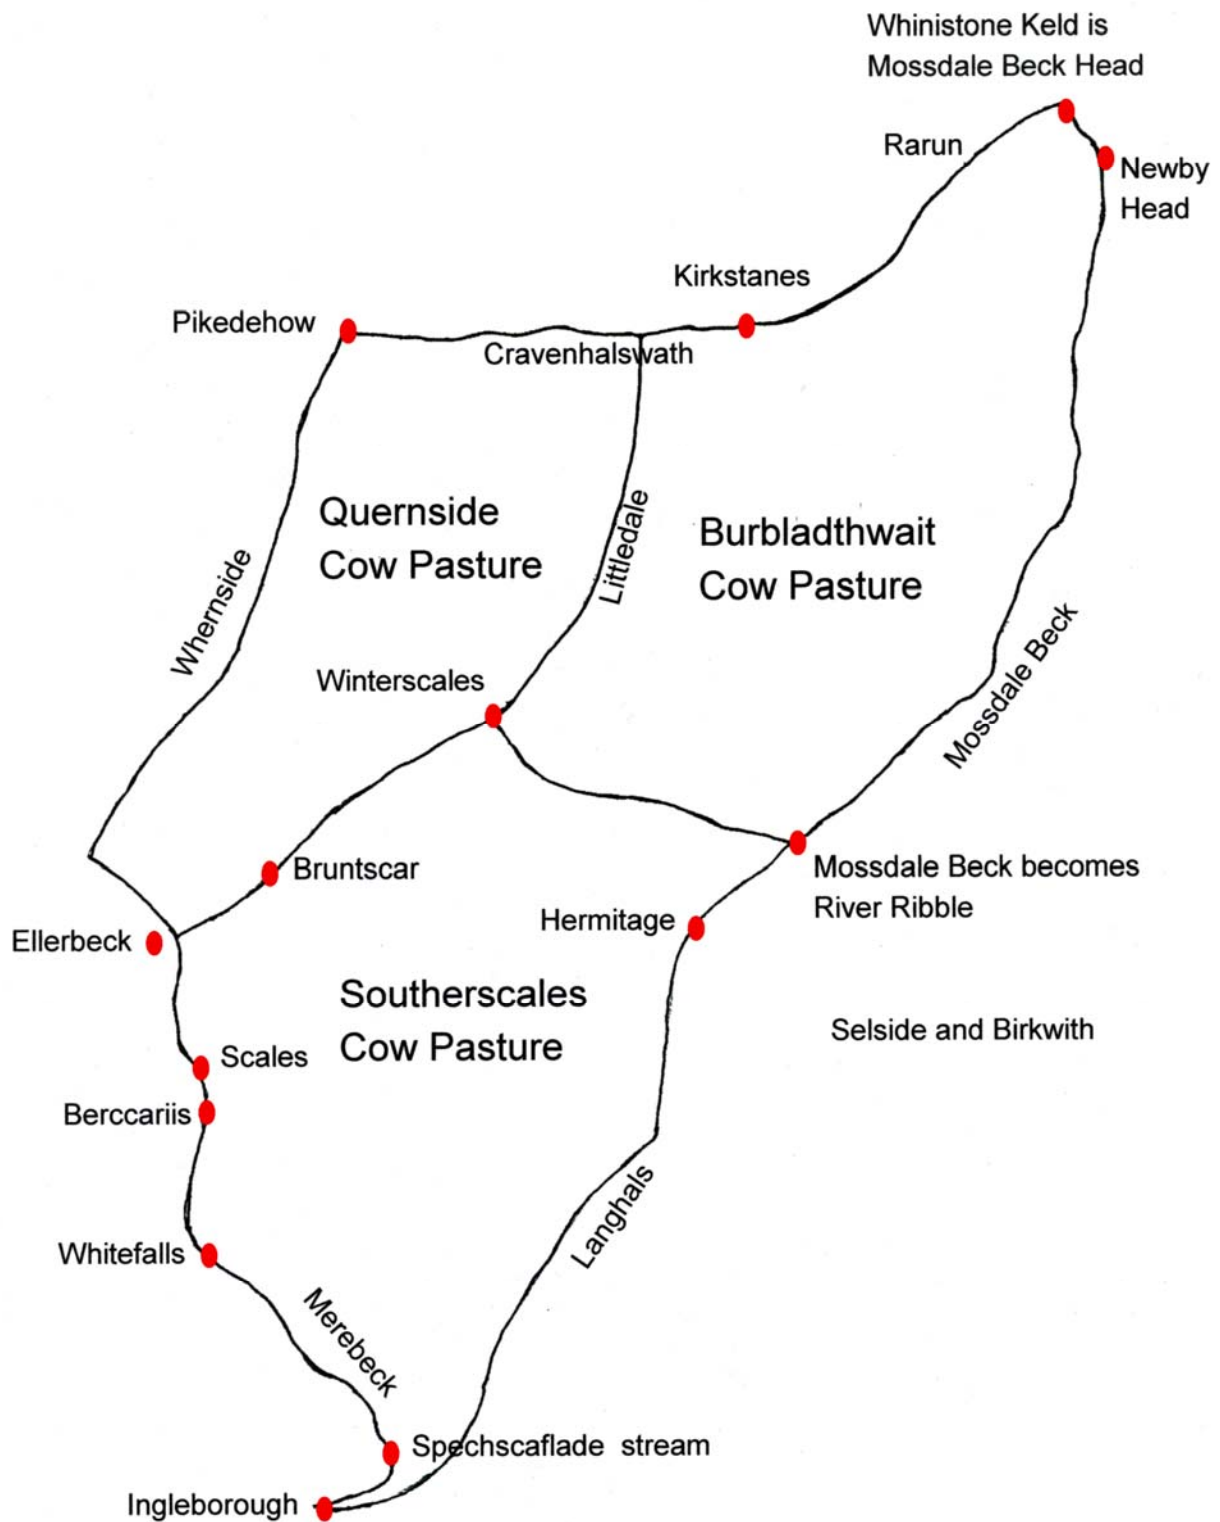 Whinistone Keld is
Mossdale Beck Head
Rarun
Newby
Head
Kirkstanes
Pikedehow
Cravenhalswath
Quernside
Cow Pasture
Littledale
Burbladthwait
Cow Pasture
Whernside
Winterscales
Mossdale Beck
Bruntscar
Mossdale Beck becomes
River Ribble
Hermitage
Ellerbeck
Southerscales
Cow Pasture
Selside and Birkwith
Scales
Berccariis
Langhals
Whitefalls
Merebeck
Spechscaflade stream
Ingleborough